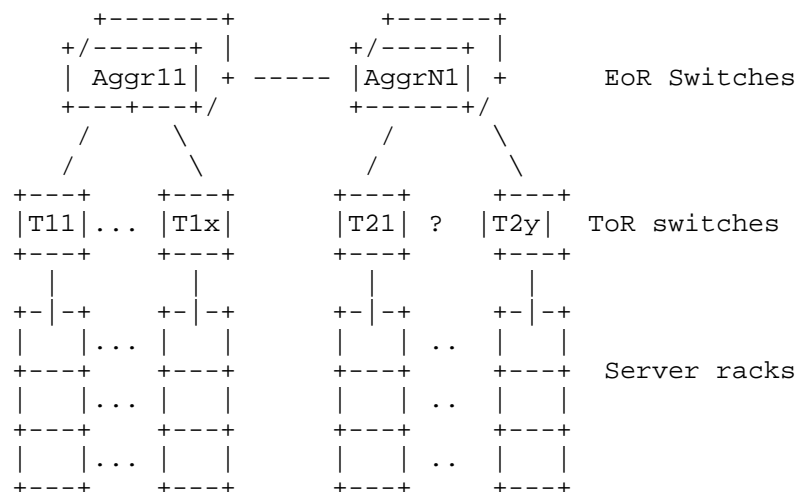 Aggr11 ----- AggrN1 EoR Switches
T11 ... T1x T21 ? T2y ToR switches
... ..
Server racks
... ..
... ..